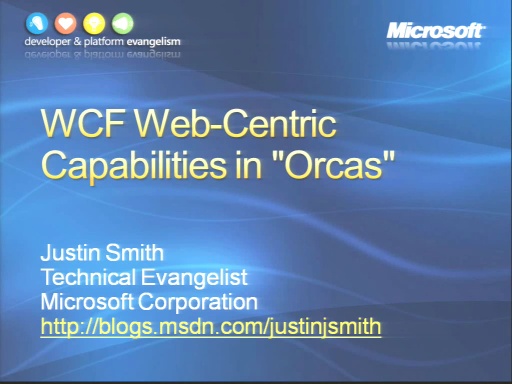 developer & platform evangelism
Microsoft
WCF Web-Centric
Capabilities in "Orcas"
Justin Smith
Technical Evangelist
Microsoft Corporation
http://blogs.msdn.com/justinjsmith